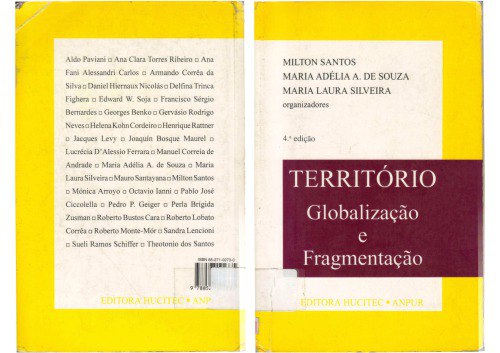 Aldo Paviani ▫ Ana Clara Torres Ribeiro ▫ Ana
Fani Alessandri Carlos ▫ Armando Corrêa da
Silva ▫ Daniel Hiernaux Nicolás ▫ Delfina Trinca
Fighera ▫ Edward W. Soja ▫ Francisco Sérgio
Bernardes ▫ Georges Benko ▫ Gervásio Rodrigo
Neves ▫ Helena Kohn Cordeiro ▫ Henrique Rattner
▫ Jacques Levy ▫ Joaquín Bosque Maurel ▫
Lucrécia D'Alessio Ferrara ▫ Manuel Correia de
Andrade ▫ Maria Adélia A. de Souza ▫ Maria
Laura Silveira ▫ Mauro Santayana ▫ Milton Santos
▫ Mónica Arroyo ▫ Octavio Ianni ▫ Pablo José
Ciccolella ▫ Pedro P. Geiger ▫ Perla Brigida
Zusman ▫ Roberto Bustos Cara ▫ Roberto Lobato
Corrêa ▫ Roberto Monte-Mór ▫ Sandra Lencioni
▫ Sueli Ramos Schiffer ▫ Theotonio dos Santos
EDITORA HUCITEC ▪ ANPU
MILTON SANTOS
MARIA ADÉLIA A. DE SOUZA
MARIA LAURA SILVEIRA
organizadores
4.ª edição
TERRITÓRIO
Globalização
e
Fragmentação
EDITORA HUCITEC ▪ ANPUR